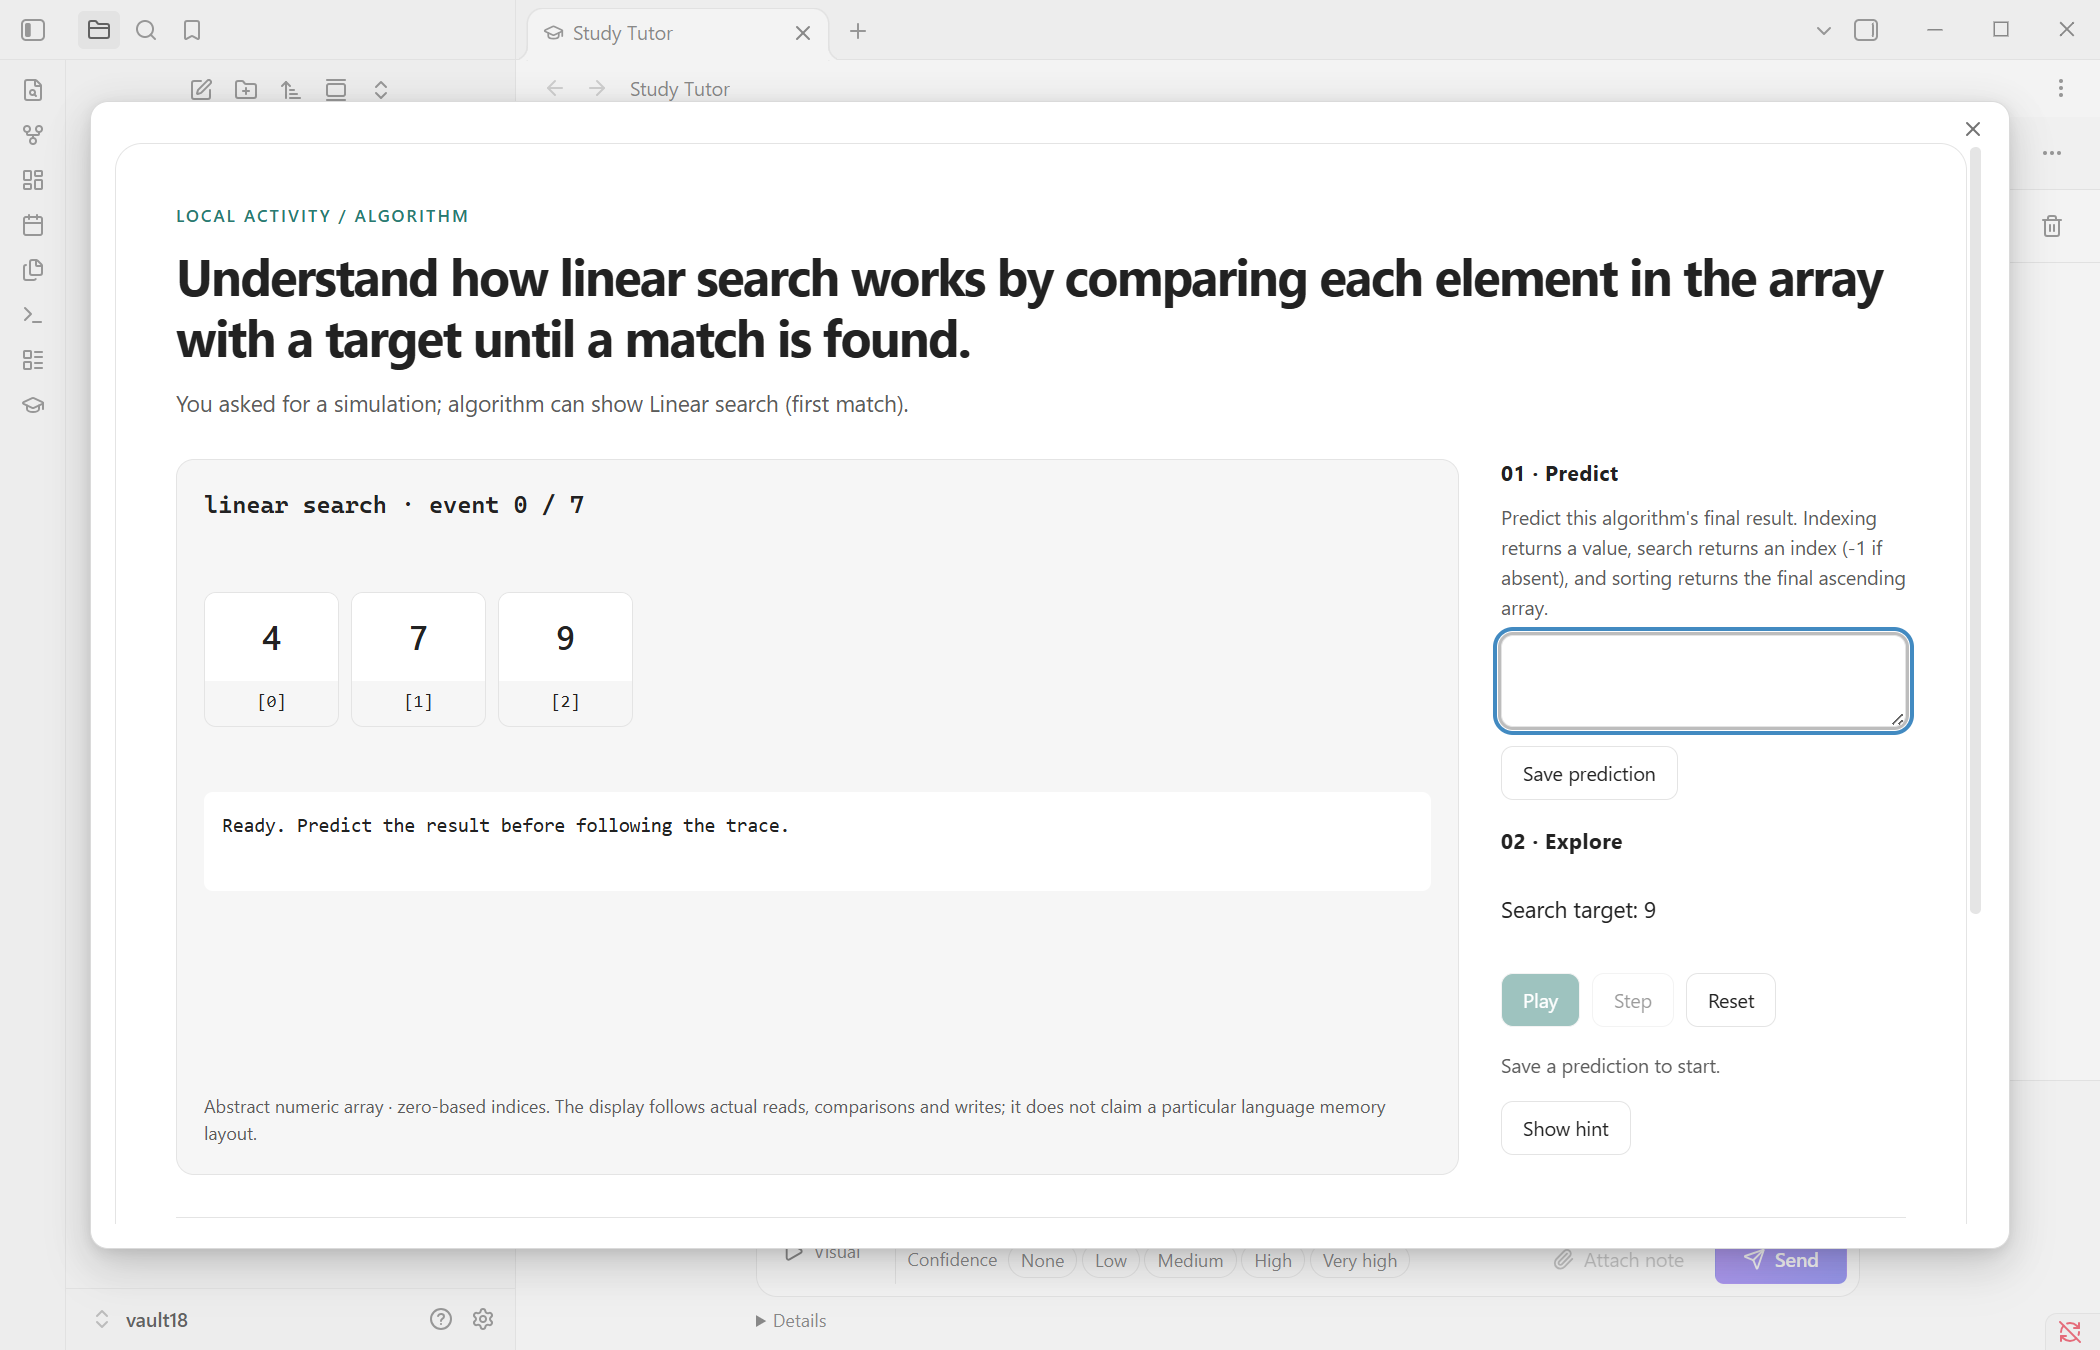 Study Tutor
Study Tutor
LOCAL ACTIVITY / ALGORITHM
Understand how linear search works by comparing each element in the array
with a target until a match is found.
You asked for a simulation; algorithm can show Linear search (first match).
linear search · event 0 / 7
4 7 9
[0] [1] [2]
Ready. Predict the result before following the trace.
Abstract numeric array · zero-based indices. The display follows actual reads, comparisons and writes; it does not claim a particular language memory
layout.
01 · Predict
Predict this algorithm's final result. Indexing
returns a value, search returns an index (-1 if
absent), and sorting returns the final ascending
array.
Save prediction
02 · Explore
Search target: 9
Play Step Reset
Save a prediction to start.
Show hint
Visual Confidence None Low Medium High Very high Attach note Send
vault18
Details